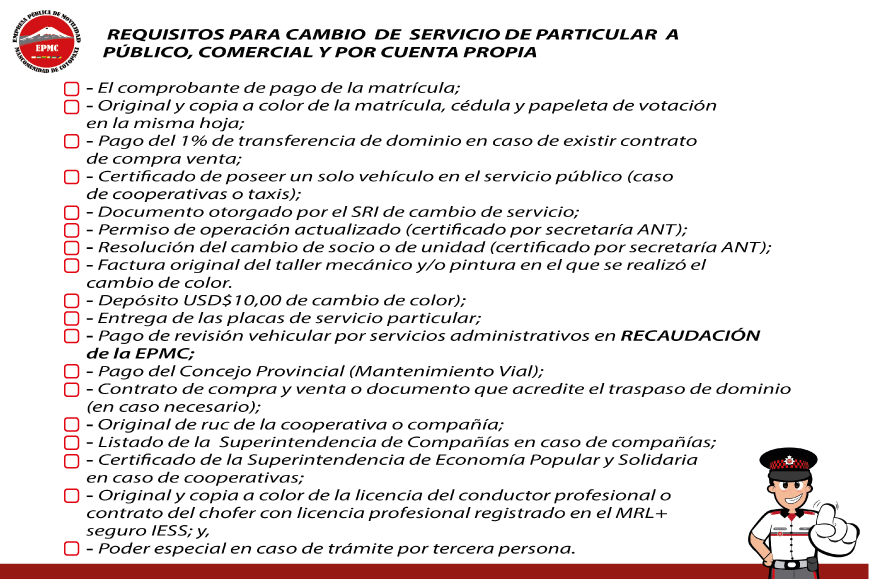 EMPRESA PÚBLICA DE MOVILIDAD
EPMC
MANCOMUNIDAD DE COTOPAXI
REQUISITOS PARA CAMBIO DE SERVICIO DE PARTICULAR A
PÚBLICO, COMERCIAL Y POR CUENTA PROPIA
- El comprobante de pago de la matrícula;
- Original y copia a color de la matrícula, cédula y papeleta de votación
en la misma hoja;
- Pago del 1% de transferencia de dominio en caso de existir contrato
de compra venta;
- Certificado de poseer un solo vehículo en el servicio público (caso
de cooperativas o taxis);
- Documento otorgado por el SRI de cambio de servicio;
- Permiso de operación actualizado (certificado por secretaría ANT);
- Resolución del cambio de socio o de unidad (certificado por secretaría ANT);
- Factura original del taller mecánico y/o pintura en el que se realizó el
cambio de color.
- Depósito USD$10,00 de cambio de color);
- Entrega de las placas de servicio particular;
- Pago de revisión vehicular por servicios administrativos en RECAUDACIÓN
de la EPMC;
- Pago del Concejo Provincial (Mantenimiento Vial);
- Contrato de compra y venta o documento que acredite el traspaso de dominio
(en caso necesario);
- Original de ruc de la cooperativa o compañía;
- Listado de la Superintendencia de Compañías en caso de compañías;
- Certificado de la Superintendencia de Economía Popular y Solidaria
en caso de cooperativas;
- Original y copia a color de la licencia del conductor profesional o
contrato del chofer con licencia profesional registrado en el MRL+
seguro IESS; y,
- Poder especial en caso de trámite por tercera persona.